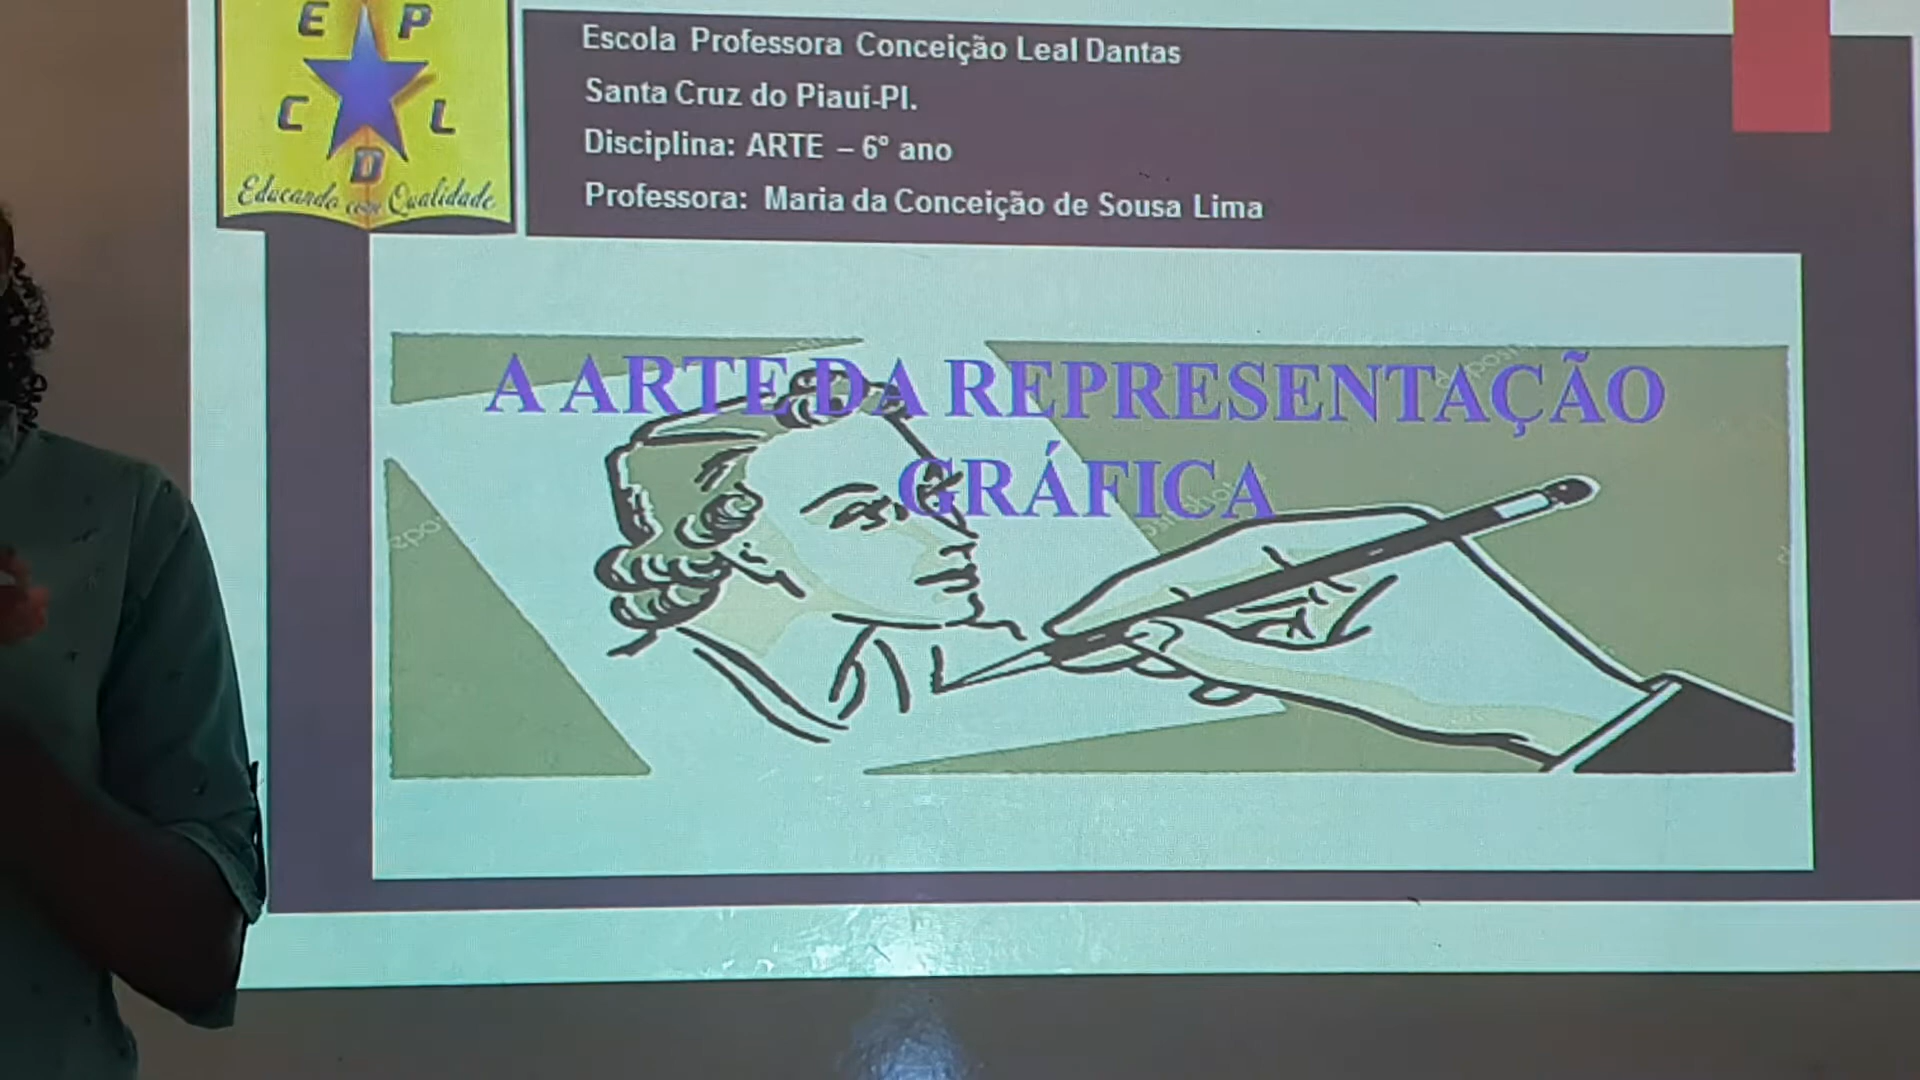 E P
C L
D
Educando com Qualidade
Escola Professora Conceição Leal Dantas
Santa Cruz do Piauí-PI.
Disciplina: ARTE – 6º ano
Professora: Maria da Conceição de Sousa Lima
A ARTE DA REPRESENTAÇÃO
GRÁFICA